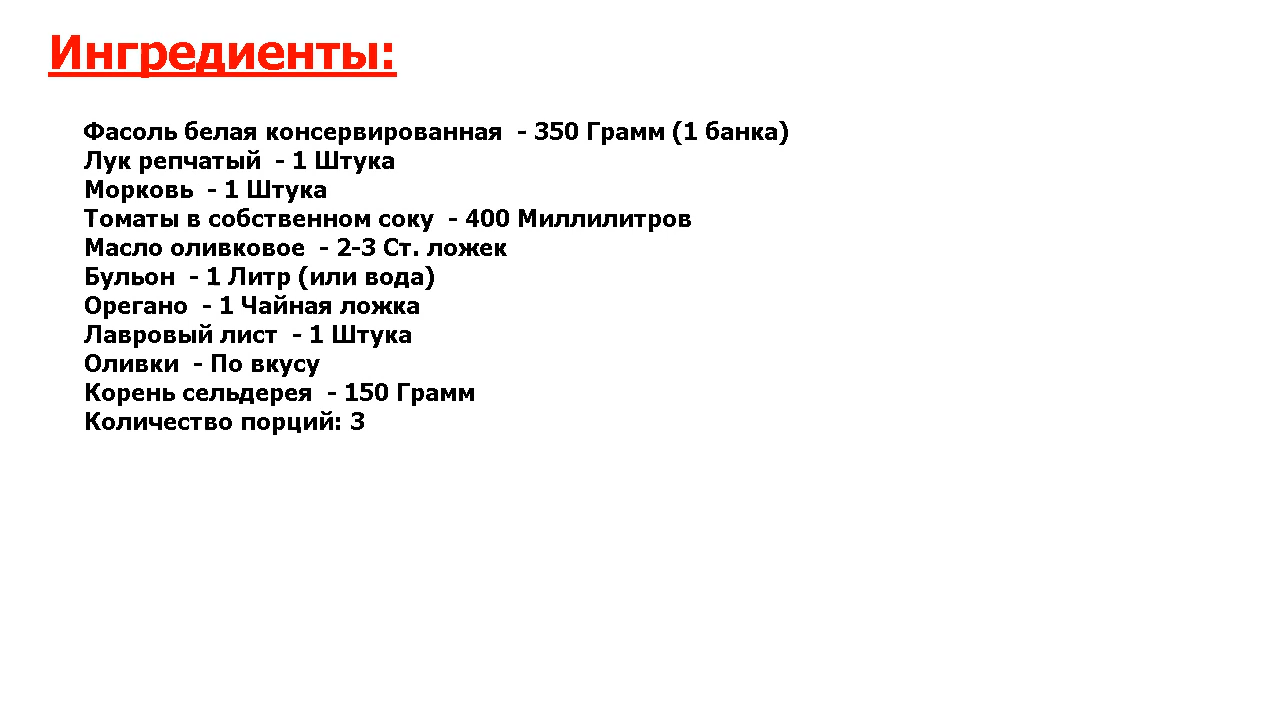 Ингредиенты:
Фасоль белая консервированная - 350 Грамм (1 банка)
Лук репчатый - 1 Штука
Морковь - 1 Штука
Томаты в собственном соку - 400 Миллилитров
Масло оливковое - 2-3 Ст. ложек
Бульон - 1 Литр (или вода)
Орегано - 1 Чайная ложка
Лавровый лист - 1 Штука
Оливки - По вкусу
Корень сельдерея - 150 Грамм
Количество порций: 3